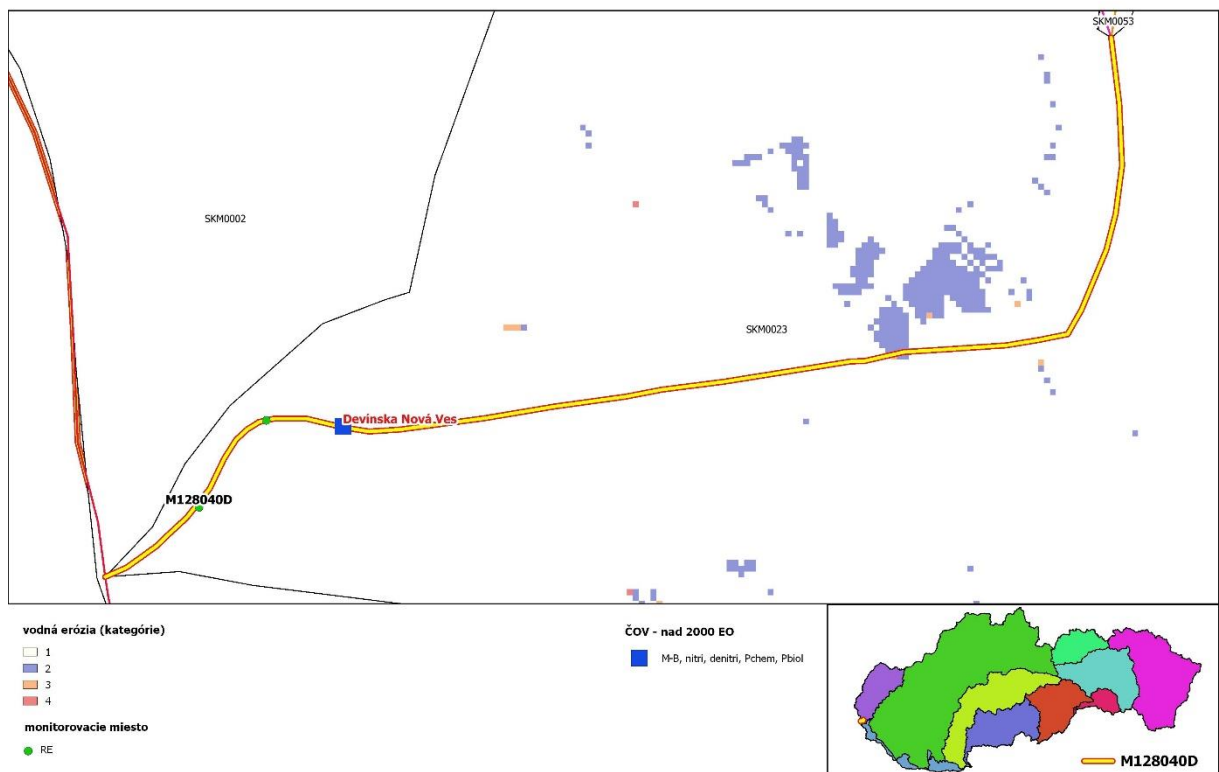 SKM0053
SKM0002
SKM0023
Devínska Nová Ves
M128040D
vodná erózia (kategórie)
1
2
3
4
monitorovacie miesto
RE
ČOV - nad 2000 EO
M-B, nitri, denitri, Pchem, Pbiol
M128040D